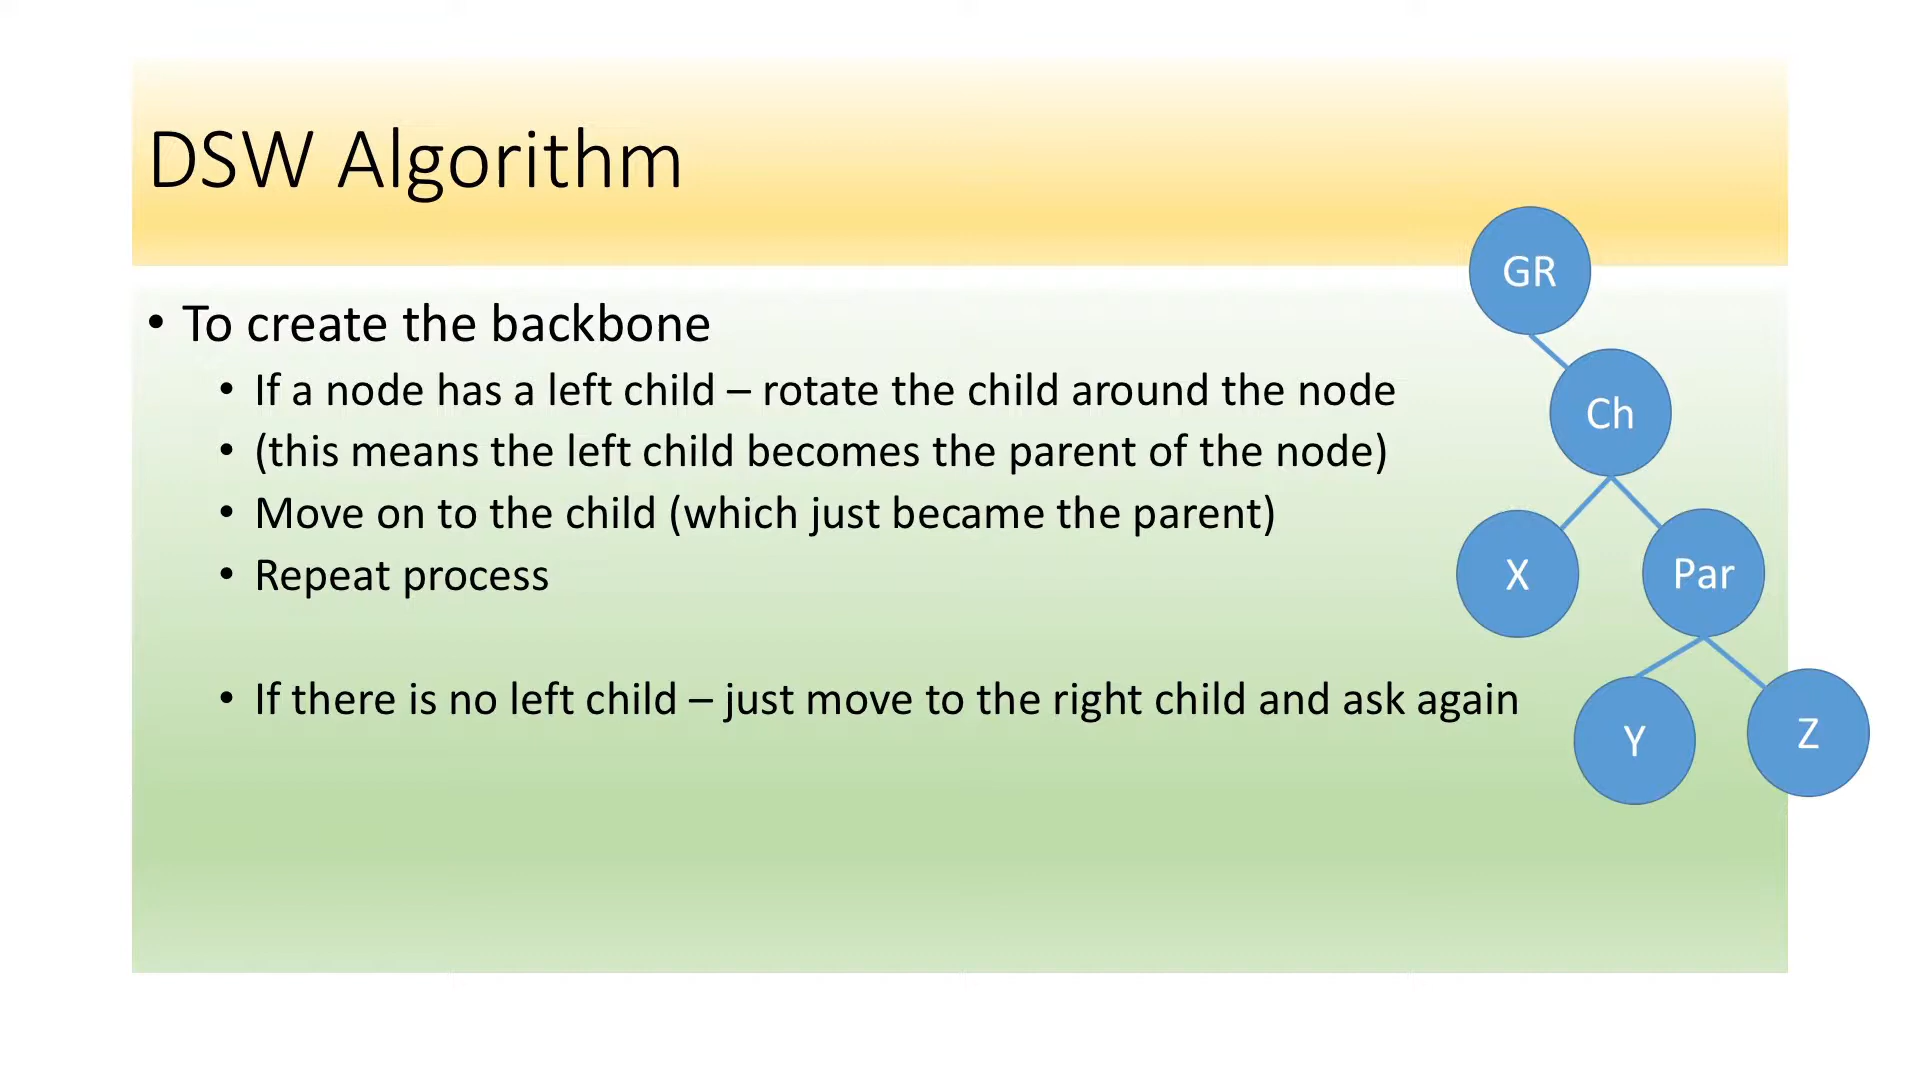 DSW Algorithm
• To create the backbone
• If a node has a left child – rotate the child around the node
• (this means the left child becomes the parent of the node)
• Move on to the child (which just became the parent)
• Repeat process
• If there is no left child – just move to the right child and ask again
GR
Ch
X
Par
Y
Z